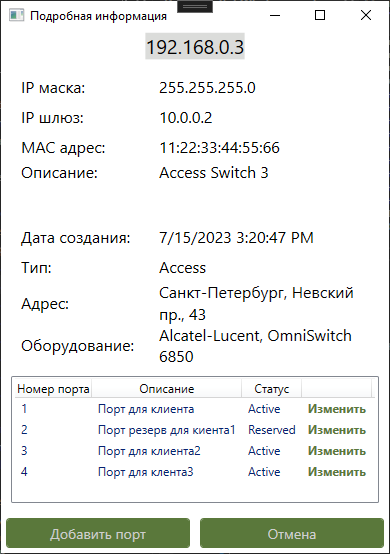 Подробная информация
192.168.0.3
IP маска: 255.255.255.0
IP шлюз: 10.0.0.2
MAC адрес: 11:22:33:44:55:66
Описание: Access Switch 3
Дата создания: 7/15/2023 3:20:47 PM
Тип: Access
Адрес: Санкт-Петербург, Невский
пр., 43
Оборудование: Alcatel-Lucent, OmniSwitch
6850
Номер порта Описание Статус
1 Порт для клиента Active Изменить
2 Порт резерв для киента1 Reserved Изменить
3 Порт для клиента2 Active Изменить
4 Порт для клента3 Active Изменить
Добавить порт Отмена